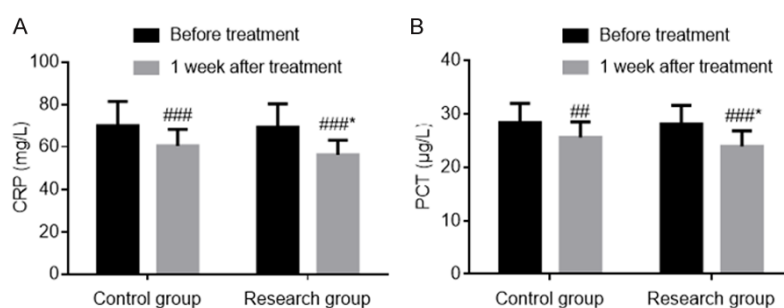 A
Before treatment
1 week after treatment
CRP (mg/L)
100
80
60
40
20
0
###
###*
Control group
Research group
B
Before treatment
1 week after treatment
PCT (µg/L)
40
30
20
10
0
##
###*
Control group
Research group